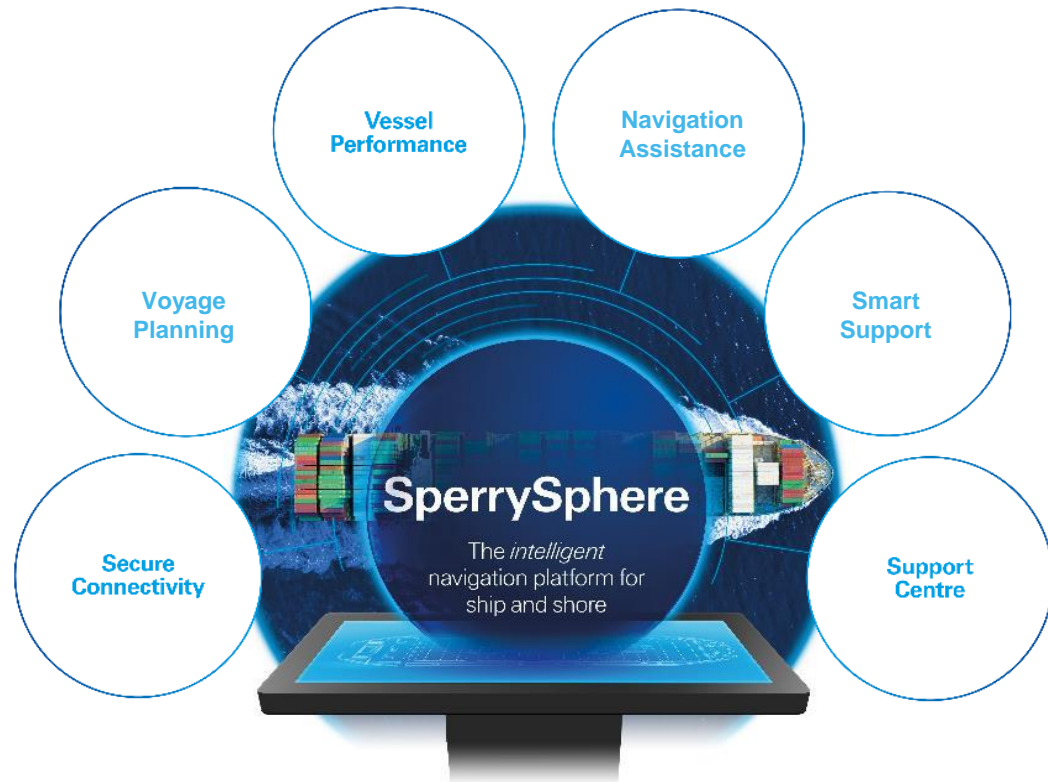 Vessel
Performance
Navigation
Assistance
Voyage
Planning
Smart
Support
Secure
Connectivity
SperrySphere
The intelligent
navigation platform for
ship and shore
Support
Centre